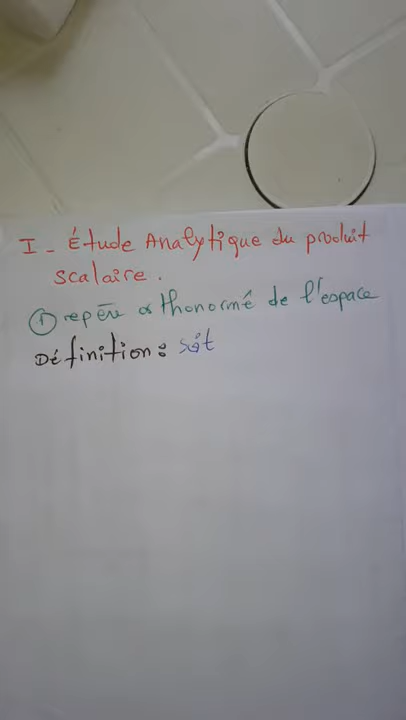 I - Étude Analytique du produit
scalaire.
① repère orthonormé de l'espace
Définition : Soit